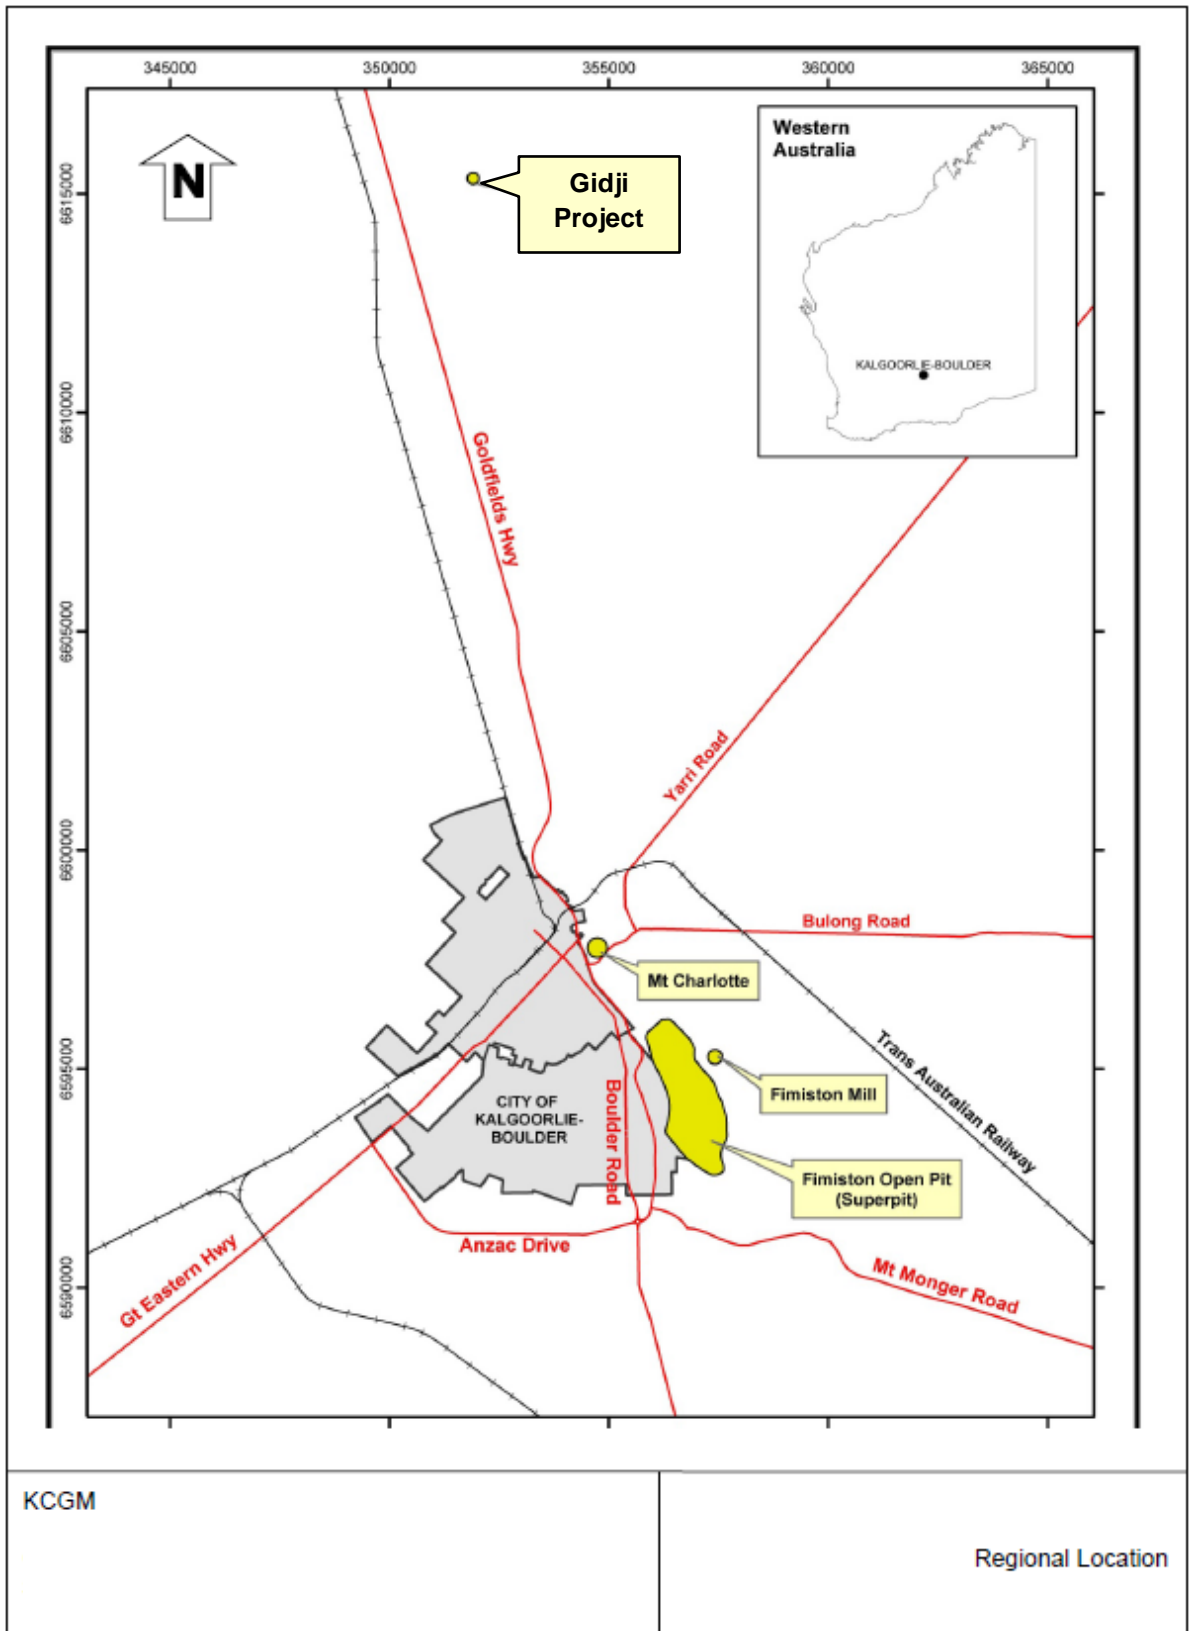 345000
350000
355000
360000
365000
6615000
6610000
6605000
6600000
6595000
6590000
N
Gidji
Project
Western
Australia
KALGOORLIE-BOULDER
Goldfields Hwy
Yarri Road
Bulong Road
Mt Charlotte
Trans Australian Railway
Fimiston Mill
CITY OF
KALGOORLIE-
BOULDER
Boulder Road
Fimiston Open Pit
(Superpit)
Anzac Drive
Gt Eastern Hwy
Mt Monger Road
KCGM
Regional Location